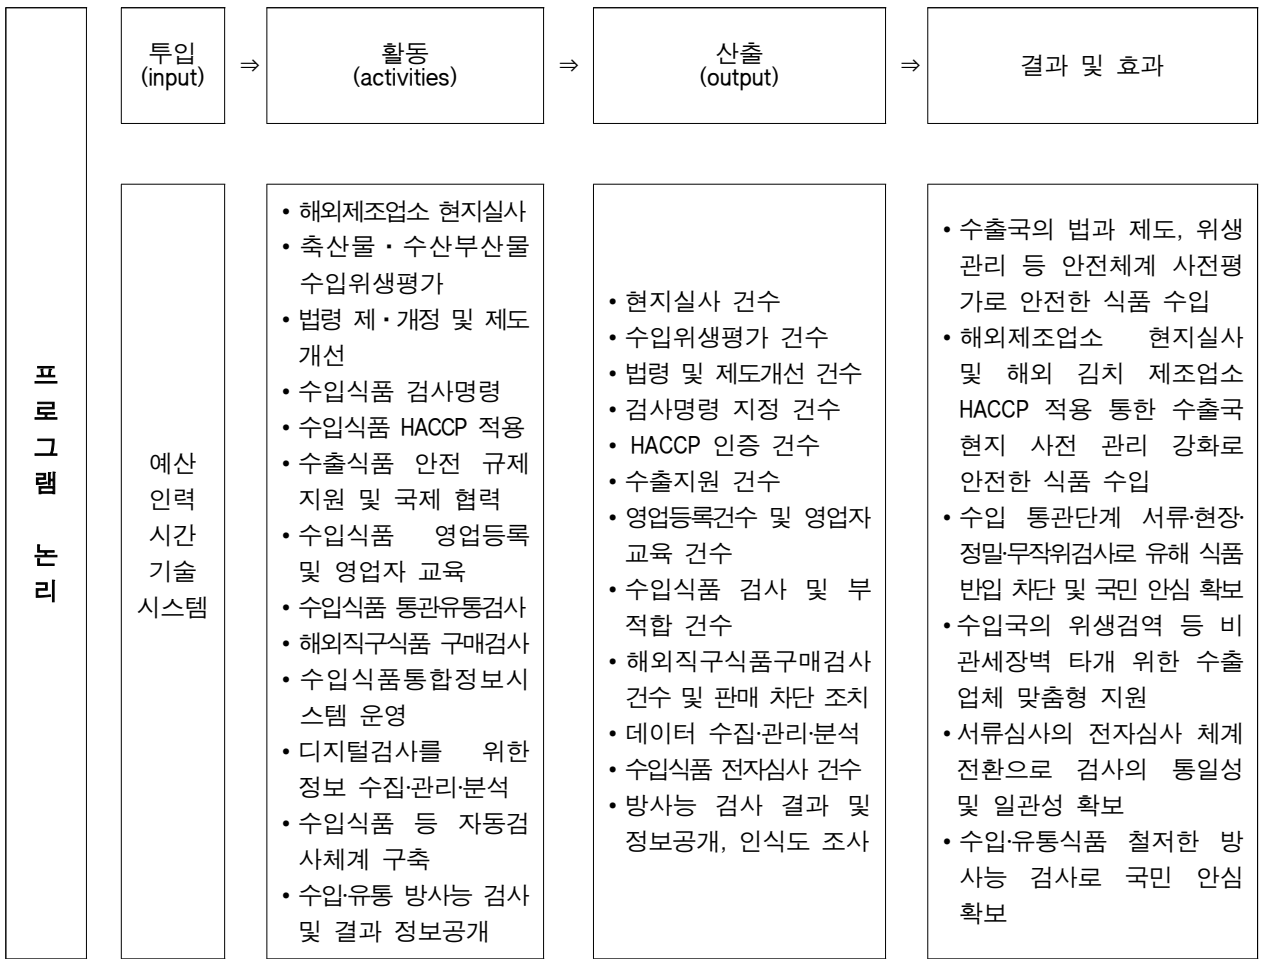 프
로
그
램
논
리
투입
(input)
⇒
활동
(activities)
⇒
산출
(output)
⇒
결과 및 효과
예산
인력
시간
기술
시스템
• 해외제조업소 현지실사
• 축산물·수산부산물
수입위생평가
• 법령 제·개정 및 제도
개선
• 수입식품 검사명령
• 수입식품 HACCP 적용
• 수출식품 안전 규제
지원 및 국제 협력
• 수입식품 영업등록
및 영업자 교육
• 수입식품 통관유통검사
• 해외직구식품 구매검사
• 수입식품통합정보시
스템 운영
• 디지털검사를 위한
정보 수집·관리·분석
• 수입식품 등 자동검
사체계 구축
• 수입·유통 방사능 검사
및 결과 정보공개
• 현지실사 건수
• 수입위생평가 건수
• 법령 및 제도개선 건수
• 검사명령 지정 건수
• HACCP 인증 건수
• 수출지원 건수
• 영업등록건수 및 영업자
교육 건수
• 수입식품 검사 및 부
적합 건수
• 해외직구식품구매검사
건수 및 판매 차단 조치
• 데이터 수집·관리·분석
• 수입식품 전자심사 건수
• 방사능 검사 결과 및
정보공개, 인식도 조사
• 수출국의 법과 제도, 위생
관리 등 안전체계 사전평
가로 안전한 식품 수입
• 해외제조업소 현지실사
및 해외 김치 제조업소
HACCP 적용 통한 수출국
현지 사전 관리 강화로
안전한 식품 수입
• 수입 통관단계 서류·현장·
정밀·무작위검사로 유해 식품
반입 차단 및 국민 안심 확보
• 수입국의 위생검역 등 비
관세장벽 타개 위한 수출
업체 맞춤형 지원
• 서류심사의 전자심사 체계
전환으로 검사의 통일성
및 일관성 확보
• 수입·유통식품 철저한 방
사능 검사로 국민 안심
확보